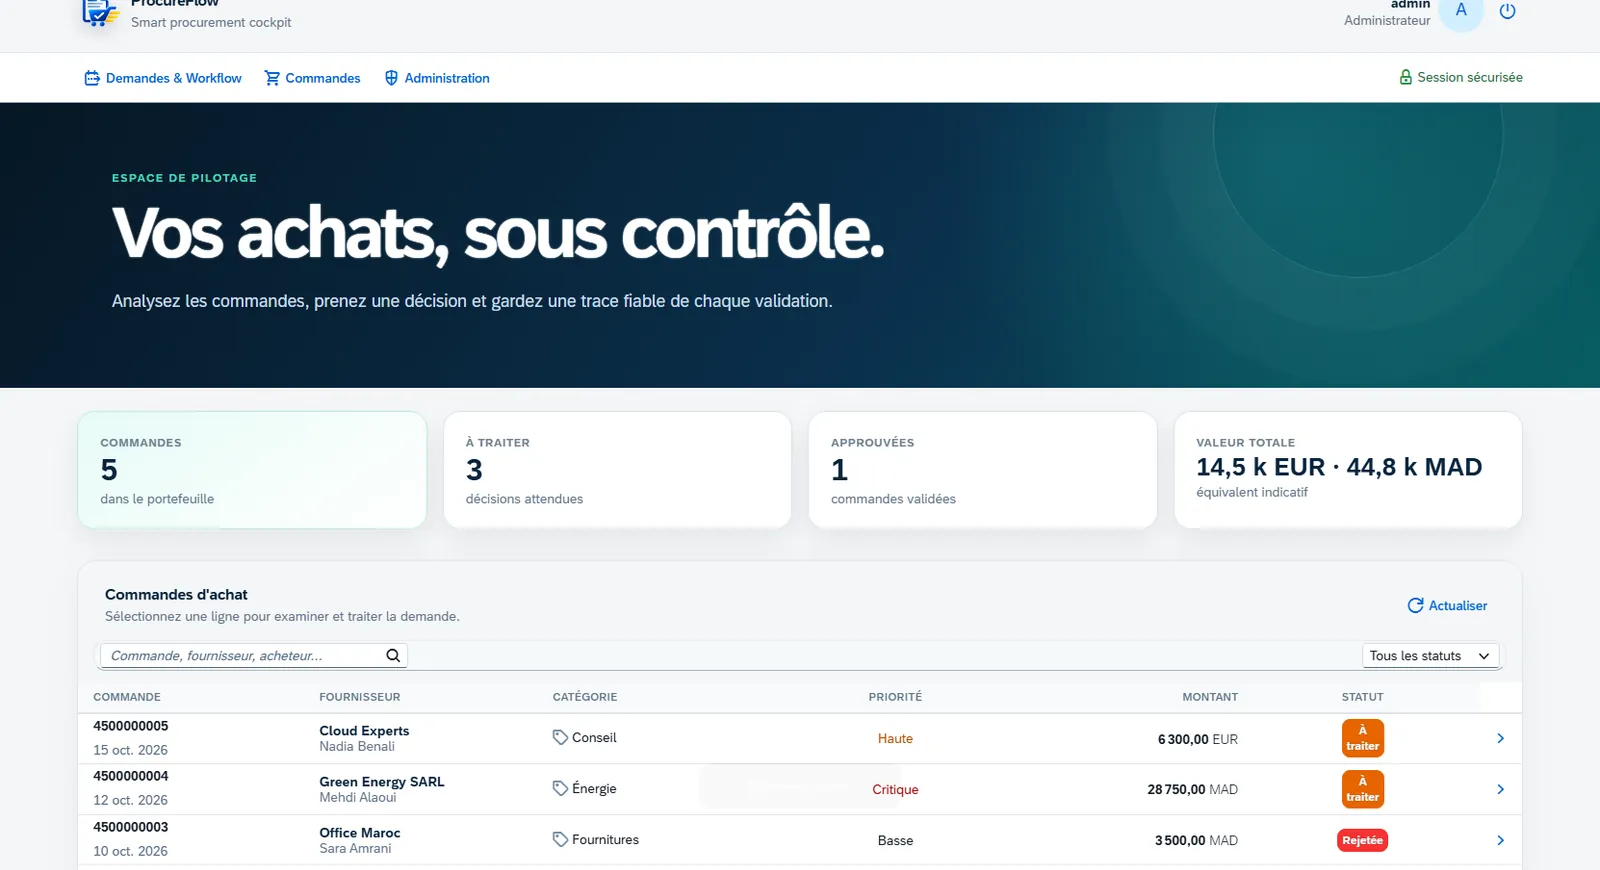 ProcureFlow
Smart procurement cockpit
admin
Administrateur
A
Demandes & Workflow
Commandes
Administration
Session sécurisée
ESPACE DE PILOTAGE
Vos achats, sous contrôle.
Analysez les commandes, prenez une décision et gardez une trace fiable de chaque validation.
COMMANDES
5
dans le portefeuille
À TRAITER
3
décisions attendues
APPROUVÉES
1
commandes validées
VALEUR TOTALE
14,5 k EUR · 44,8 k MAD
équivalent indicatif
Commandes d'achat
Sélectionnez une ligne pour examiner et traiter la demande.
Actualiser
Commande, fournisseur, acheteur...
Tous les statuts
COMMANDE FOURNISSEUR CATÉGORIE PRIORITÉ MONTANT STATUT
4500000005
15 oct. 2026
Cloud Experts
Nadia Benali
Conseil
Haute
6 300,00 EUR
À
traiter
4500000004
12 oct. 2026
Green Energy SARL
Mehdi Alaoui
Énergie
Critique
28 750,00 MAD
À
traiter
4500000003
10 oct. 2026
Office Maroc
Sara Amrani
Fournitures
Basse
3 500,00 MAD
Rejetée